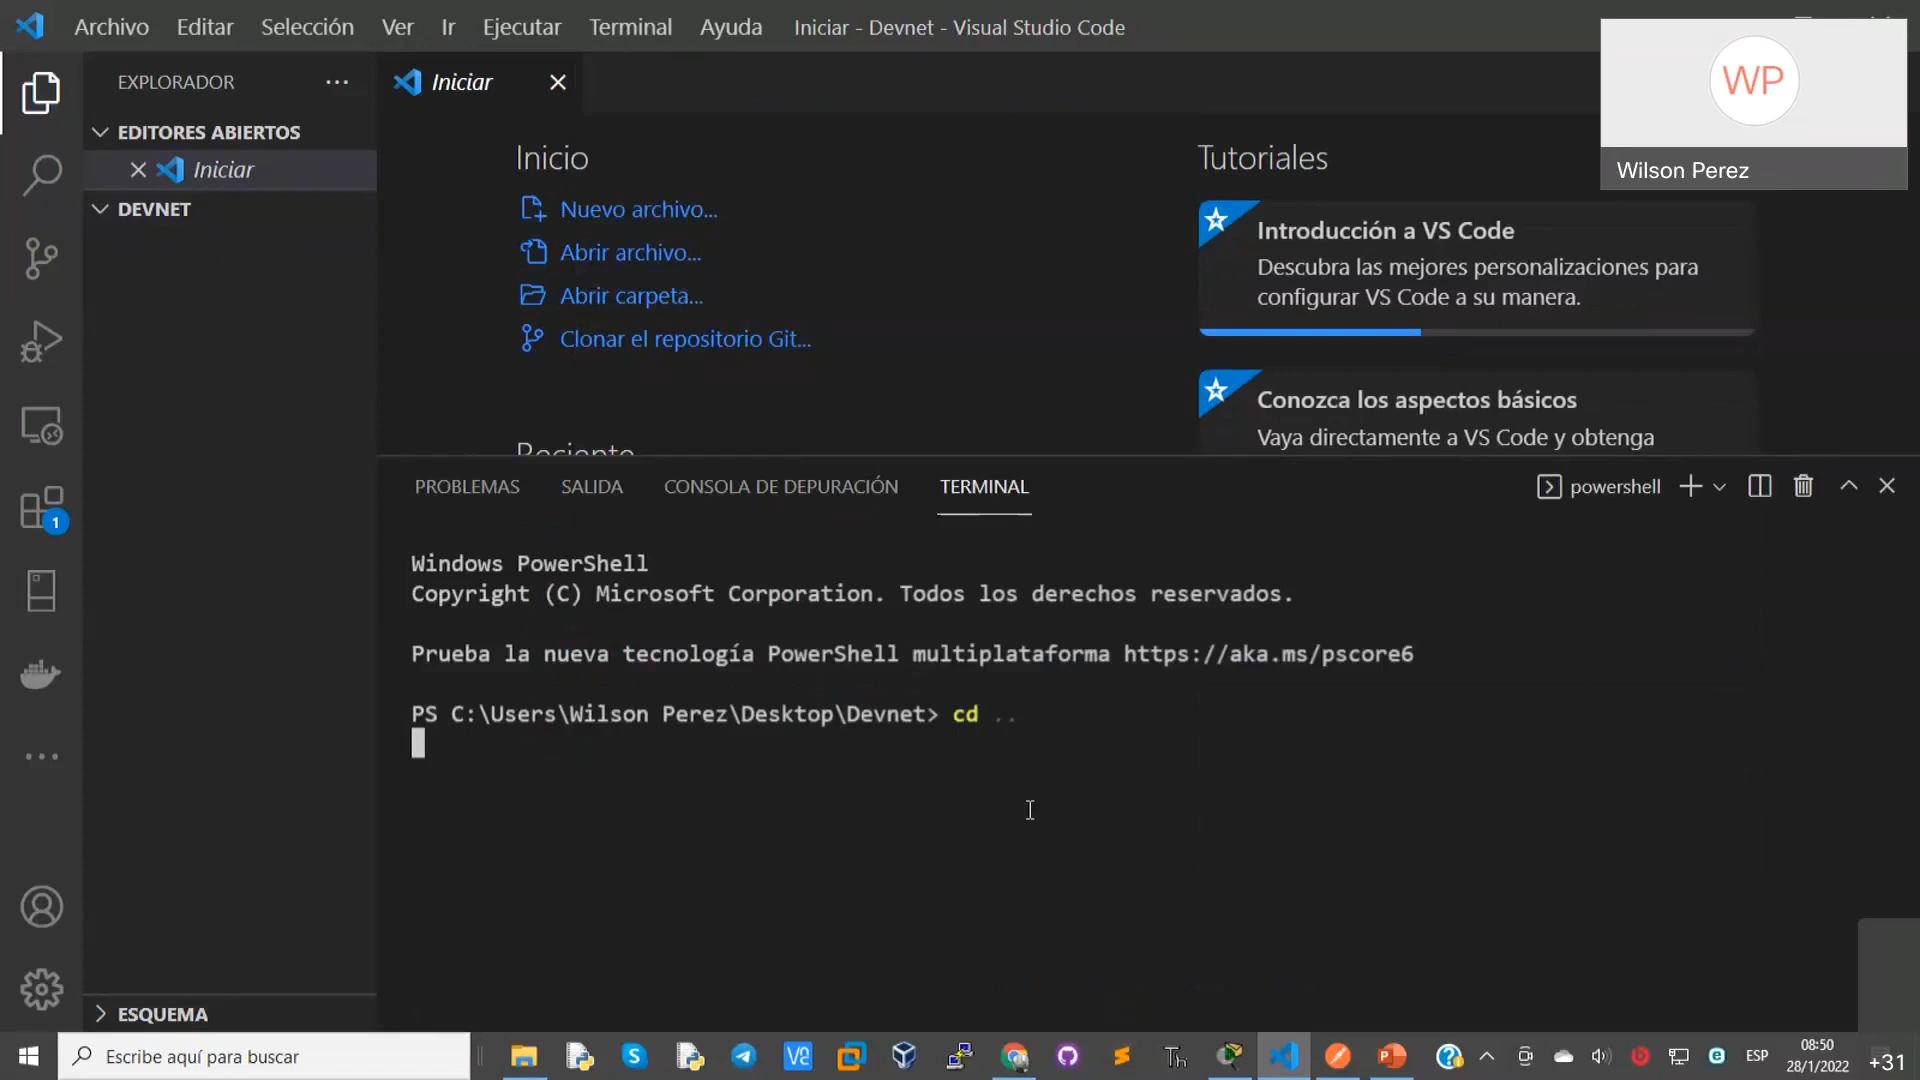 Archivo Editar Selección Ver Ir Ejecutar Terminal Ayuda Iniciar - Devnet - Visual Studio Code
WP
Wilson Perez
EXPLORADOR
EDITORES ABIERTOS
Iniciar
DEVNET
ESQUEMA
1
Iniciar
Inicio
Nuevo archivo...
Abrir archivo...
Abrir carpeta...
Clonar el repositorio Git...
Reciente
Tutoriales
Introducción a VS Code
Descubra las mejores personalizaciones para
configurar VS Code a su manera.
Conozca los aspectos básicos
Vaya directamente a VS Code y obtenga
PROBLEMAS SALIDA CONSOLA DE DEPURACIÓN TERMINAL powershell
Windows PowerShell
Copyright (C) Microsoft Corporation. Todos los derechos reservados.
Prueba la nueva tecnología PowerShell multiplataforma https://aka.ms/pscore6
PS C:\Users\Wilson Perez\Desktop\Devnet> cd ..
Escribe aquí para buscar
Th
ESP
08:50
28/1/2022
+31